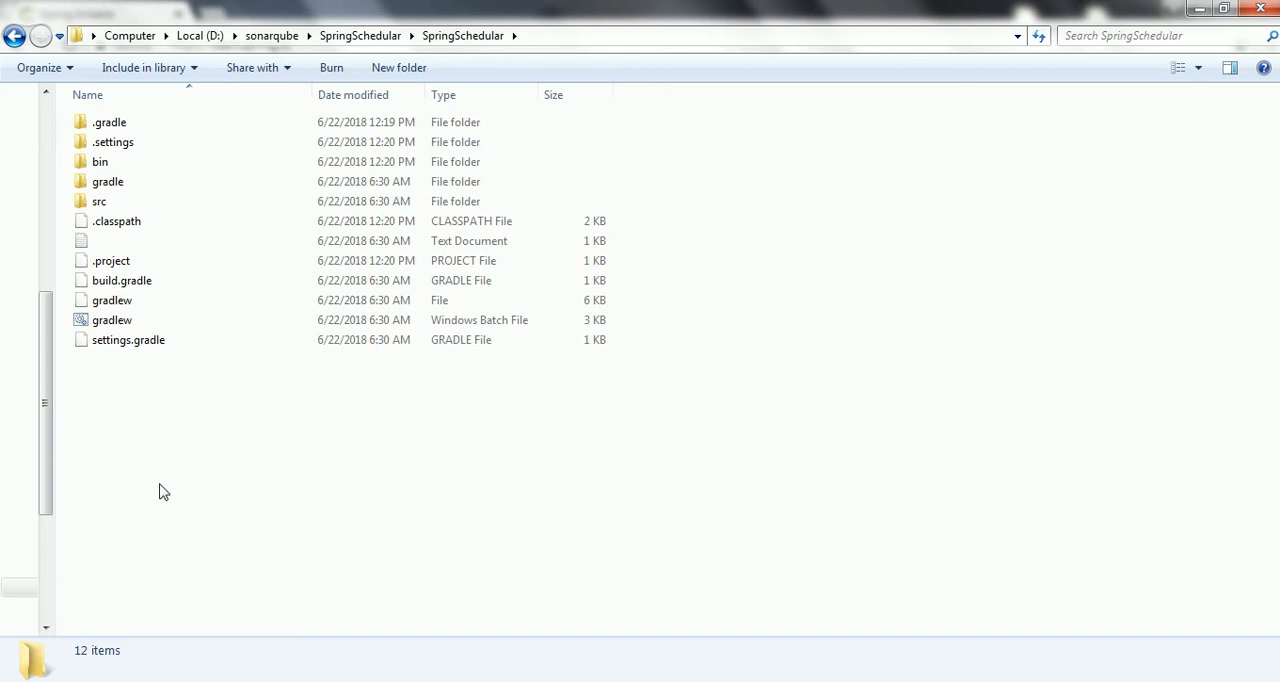 Computer Local (D:) sonarqube SpringSchedular SpringSchedular Search SpringSchedular
Organize Include in library Share with Burn New folder
Name Date modified Type Size
.gradle 6/22/2018 12:19 PM File folder
.settings 6/22/2018 12:20 PM File folder
bin 6/22/2018 12:20 PM File folder
gradle 6/22/2018 6:30 AM File folder
src 6/22/2018 6:30 AM File folder
.classpath 6/22/2018 12:20 PM CLASSPATH File 2 KB
6/22/2018 6:30 AM Text Document 1 KB
.project 6/22/2018 12:20 PM PROJECT File 1 KB
build.gradle 6/22/2018 6:30 AM GRADLE File 1 KB
gradlew 6/22/2018 6:30 AM File 6 KB
gradlew 6/22/2018 6:30 AM Windows Batch File 3 KB
settings.gradle 6/22/2018 6:30 AM GRADLE File 1 KB
12 items